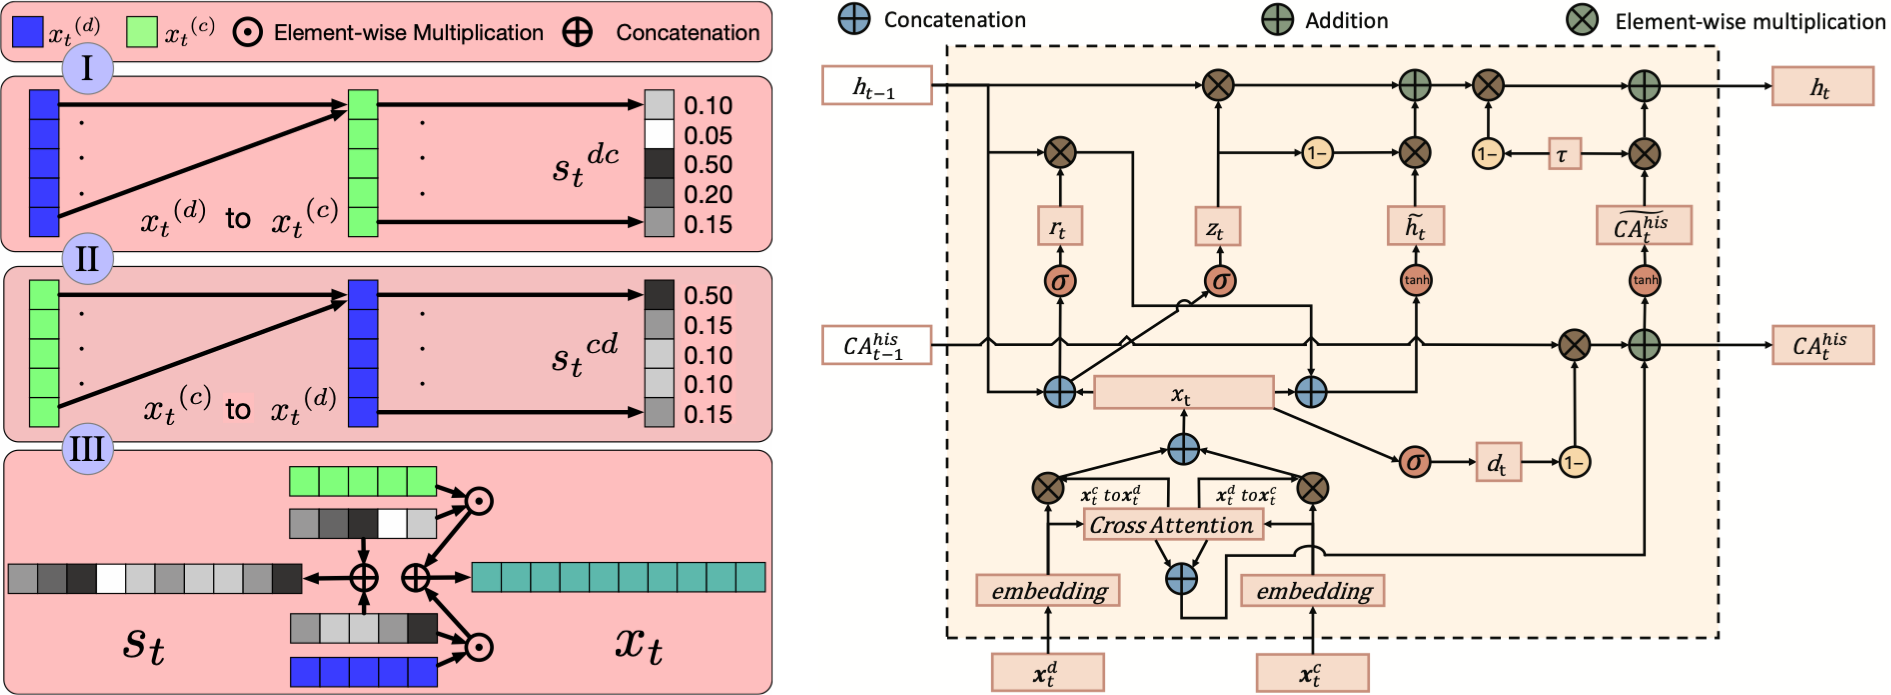 x_t^(d) x_t^(c) Element-wise Multiplication Concatenation
I
0.10
0.05
s_t^dc 0.50
0.20
x_t^(d) to x_t^(c) 0.15
II
0.50
0.15
s_t^cd 0.10
0.10
x_t^(c) to x_t^(d) 0.15
III
s_t x_t
Concatenation Addition Element-wise multiplication
h_{t−1} h_t
1− 1− τ
r_t z_t h̃_t \widetilde{CA_t^{his}}
σ σ tanh tanh
CA_{t−1}^{his} CA_t^{his}
x_t
σ d_t 1−
x_t^c to x_t^d x_t^d to x_t^c
Cross Attention
embedding embedding
x_t^d x_t^c